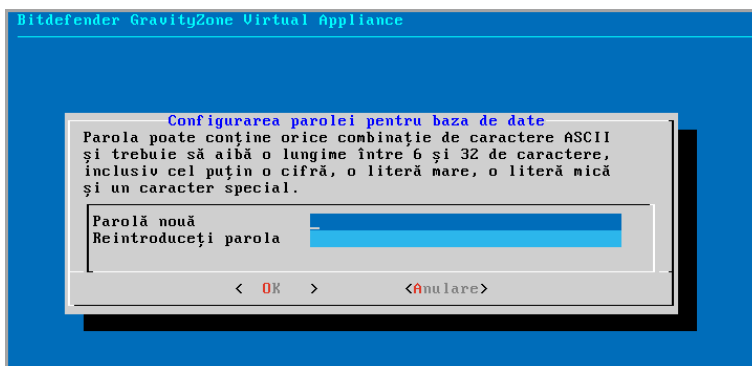 Bitdefender GravityZone Virtual Appliance
Configurarea parolei pentru baza de date
Parola poate conține orice combinație de caractere ASCII
și trebuie să aibă o lungime între 6 și 32 de caractere,
inclusiv cel puțin o cifră, o literă mare, o literă mică
și un caracter special.
Parolă nouă
Reintroduceți parola
< OK > <Anulare>